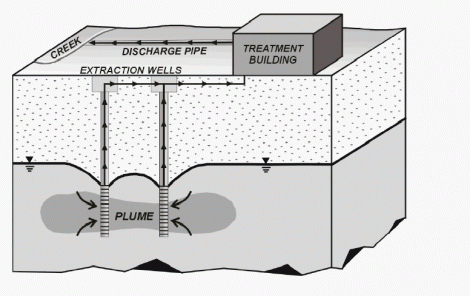 CREEK
DISCHARGE PIPE
TREATMENT
BUILDING
EXTRACTION WELLS
PLUME